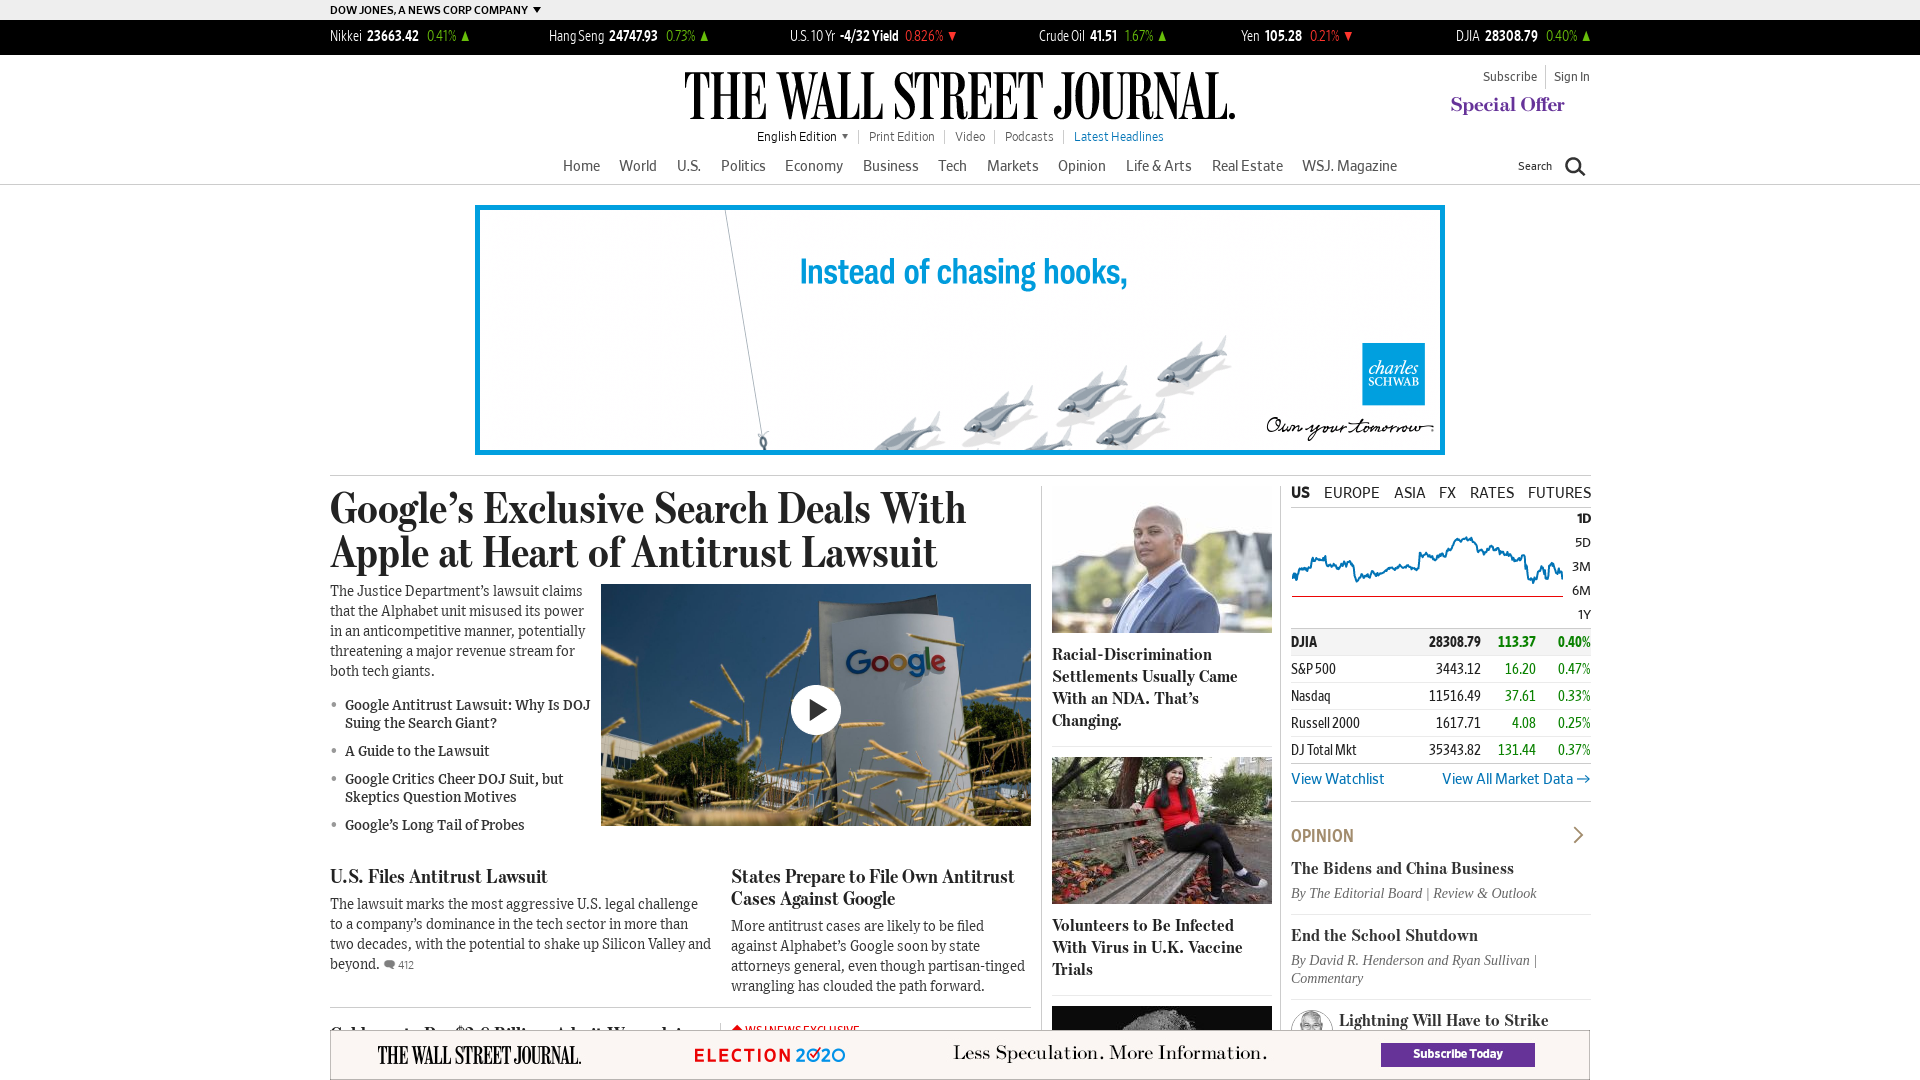 DOW JONES, A NEWS CORP COMPANY
Nikkei 23663.42 0.41% Hang Seng 24747.93 0.73% U.S. 10 Yr -4/32 Yield 0.826% Crude Oil 41.51 1.67% Yen 105.28 0.21% DJIA 28308.79 0.40%
THE WALL STREET JOURNAL.
Subscribe Sign In
Special Offer
English Edition Print Edition Video Podcasts Latest Headlines
Home World U.S. Politics Economy Business Tech Markets Opinion Life & Arts Real Estate WSJ. Magazine Search
Instead of chasing hooks,
charles
SCHWAB
Own your tomorrow
Google’s Exclusive Search Deals With
Apple at Heart of Antitrust Lawsuit
The Justice Department’s lawsuit claims
that the Alphabet unit misused its power
in an anticompetitive manner, potentially
threatening a major revenue stream for
both tech giants.
• Google Antitrust Lawsuit: Why Is DOJ
Suing the Search Giant?
• A Guide to the Lawsuit
• Google Critics Cheer DOJ Suit, but
Skeptics Question Motives
• Google’s Long Tail of Probes
Google
U.S. Files Antitrust Lawsuit
The lawsuit marks the most aggressive U.S. legal challenge
to a company’s dominance in the tech sector in more than
two decades, with the potential to shake up Silicon Valley and
beyond. 412
States Prepare to File Own Antitrust
Cases Against Google
More antitrust cases are likely to be filed
against Alphabet’s Google soon by state
attorneys general, even though partisan-tinged
wrangling has clouded the path forward.
WSJ NEWS EXCLUSIVE
Racial-Discrimination
Settlements Usually Came
With an NDA. That’s
Changing.
Volunteers to Be Infected
With Virus in U.K. Vaccine
Trials
US EUROPE ASIA FX RATES FUTURES
1D
5D
3M
6M
1Y
DJIA 28308.79 113.37 0.40%
S&P 500 3443.12 16.20 0.47%
Nasdaq 11516.49 37.61 0.33%
Russell 2000 1617.71 4.08 0.25%
DJ Total Mkt 35343.82 131.44 0.37%
View Watchlist View All Market Data
OPINION
The Bidens and China Business
By The Editorial Board | Review & Outlook
End the School Shutdown
By David R. Henderson and Ryan Sullivan |
Commentary
Lightning Will Have to Strike
THE WALL STREET JOURNAL. ELECTION 2020 Less Speculation. More Information. Subscribe Today